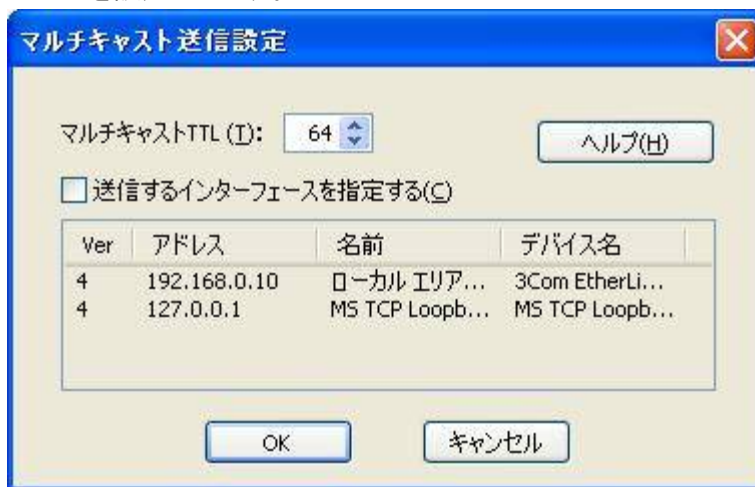 マルチキャスト送信設定
マルチキャストTTL (T): 64 ヘルプ(H)
送信するインターフェースを指定する(C)
Ver アドレス 名前 デバイス名
4 192.168.0.10 ローカル エリア... 3Com EtherLi...
4 127.0.0.1 MS TCP Loopb... MS TCP Loopb...
OK キャンセル